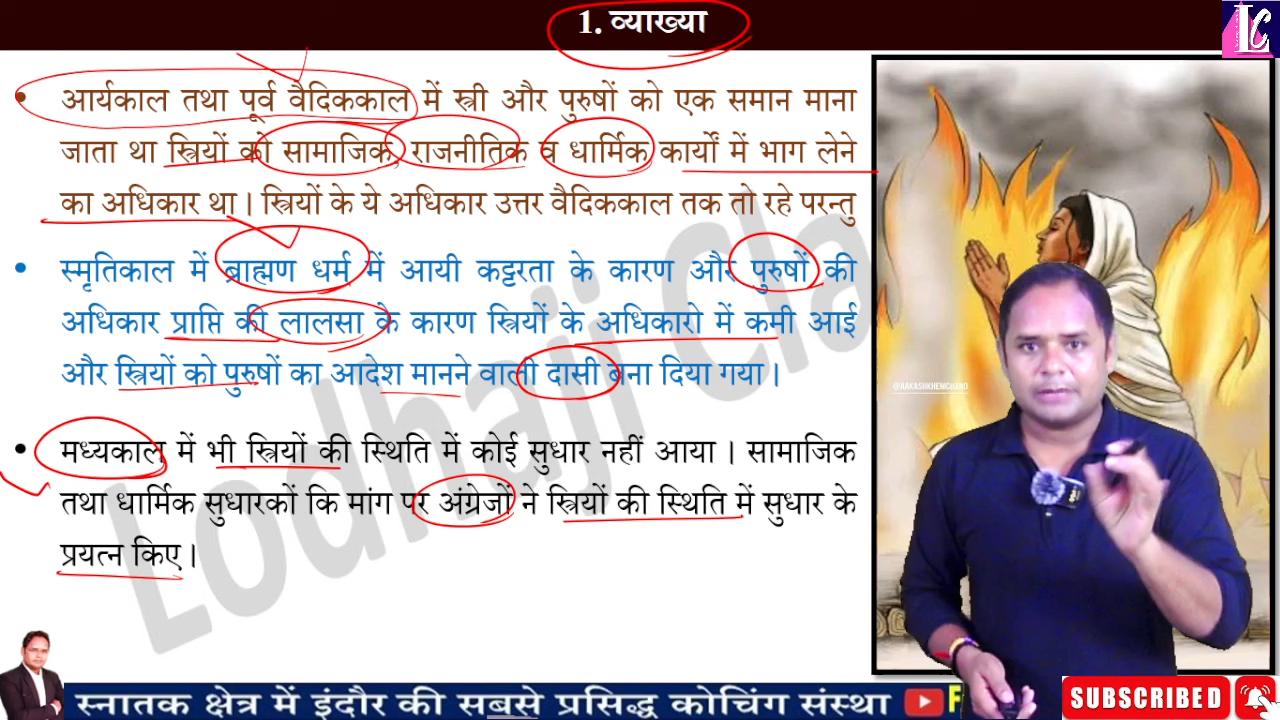 1. व्याख्या
LC
• आर्यकाल तथा पूर्व वैदिककाल में स्त्री और पुरुषों को एक समान माना
जाता था स्त्रियों को सामाजिक, राजनीतिक व धार्मिक कार्यों में भाग लेने
का अधिकार था। स्त्रियों के ये अधिकार उत्तर वैदिककाल तक तो रहे परन्तु
• स्मृतिकाल में ब्राह्मण धर्म में आयी कट्टरता के कारण और पुरुषों की
अधिकार प्राप्ति की लालसा के कारण स्त्रियों के अधिकारो में कमी आई
और स्त्रियों को पुरुषों का आदेश मानने वाली दासी बना दिया गया।
• मध्यकाल में भी स्त्रियों की स्थिति में कोई सुधार नहीं आया। सामाजिक
तथा धार्मिक सुधारकों कि मांग पर अंग्रेजों ने स्त्रियों की स्थिति में सुधार के
प्रयत्न किए।
Lodhaji Cla
@AAKASHKHEMCHAND
स्नातक क्षेत्र में इंदौर की सबसे प्रसिद्ध कोचिंग संस्था F
SUBSCRIBED